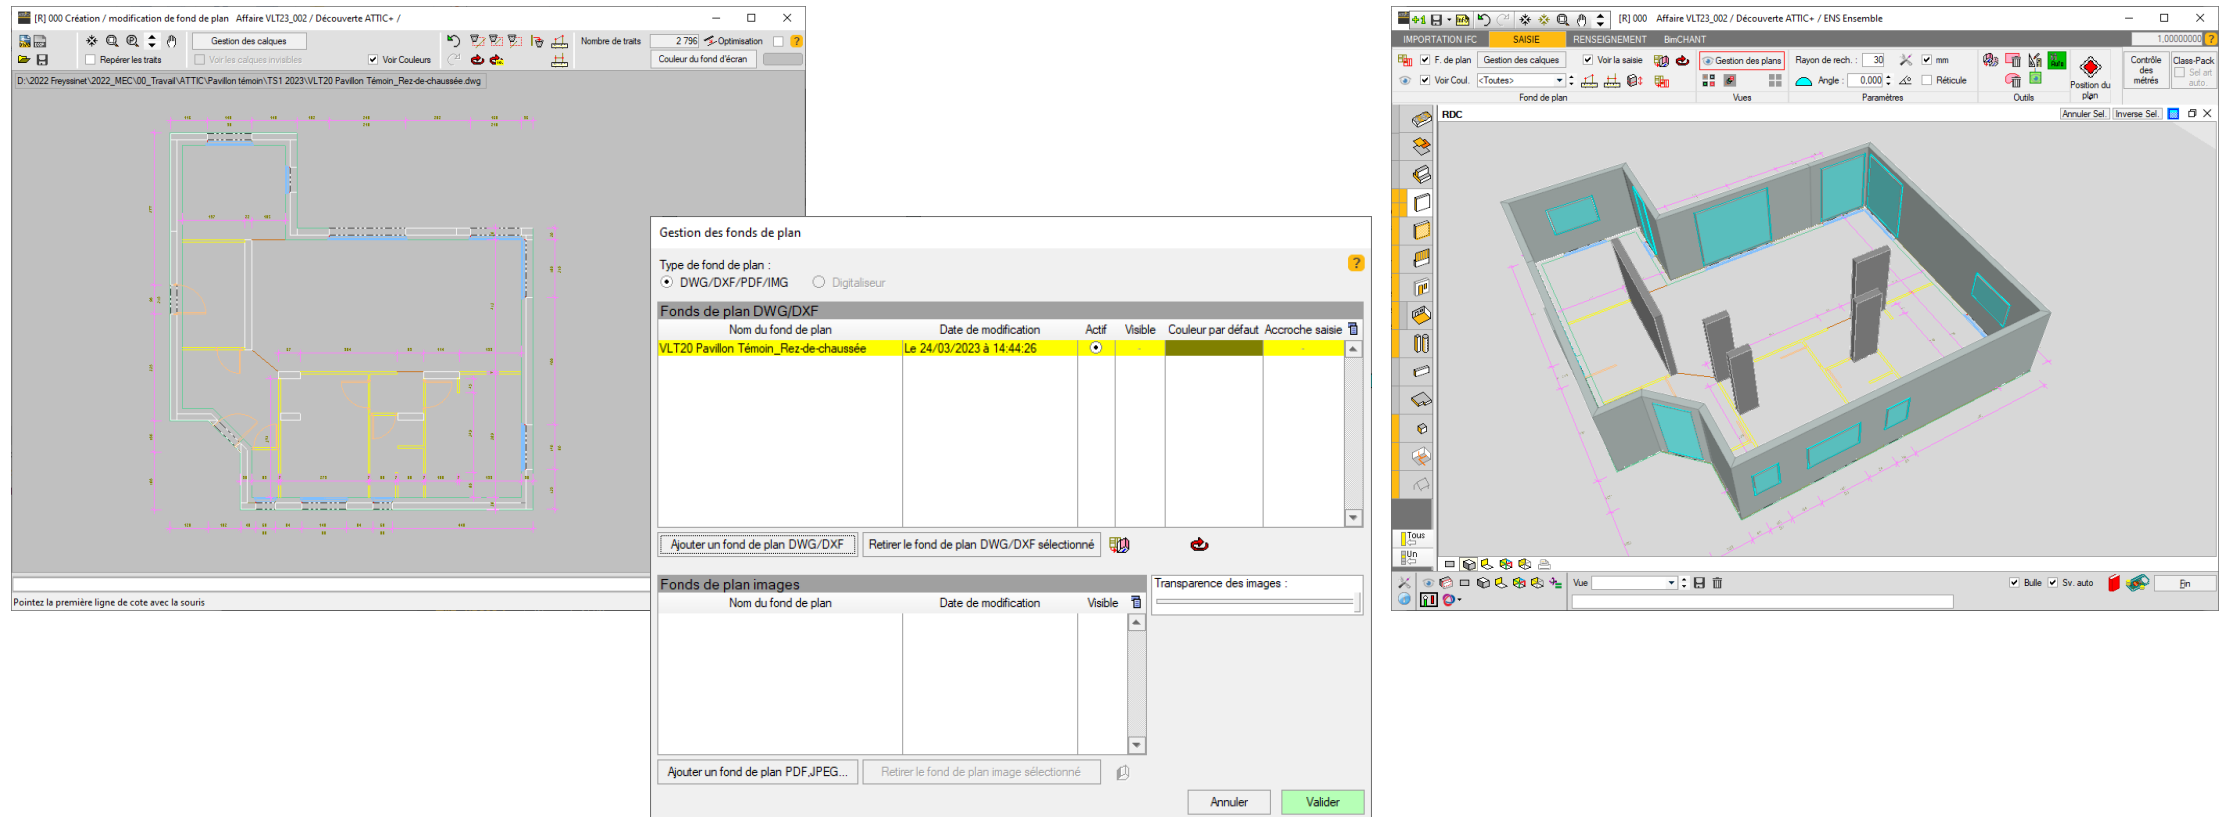 [R] 000 Création / modification de fond de plan   Affaire VLT23_002 / Découverte ATTIC+ /
Gestion des calques
Nombre de traits
2 796
Optimisation
Repérer les traits
Voir les calques invisibles
Voir Couleurs
Couleur du fond d'écran
D:\2022 Freyssinet\2022_MEC\00_Travail\ATTIC\Pavillon témoin\TS1 2023\VLT20 Pavillon Témoin_Rez-de-chaussée.dwg
Pointez la première ligne de cote avec la souris
Gestion des fonds de plan
Type de fond de plan :
DWG/DXF/PDF/IMG
Digitaliseur
Fonds de plan DWG/DXF
Nom du fond de plan
Date de modification
Actif
Visible
Couleur par défaut
Accroche saisie
VLT20 Pavillon Témoin_Rez-de-chaussée
Le 24/03/2023 à 14:44:26
Ajouter un fond de plan DWG/DXF
Retirer le fond de plan DWG/DXF sélectionné
Fonds de plan images
Nom du fond de plan
Date de modification
Visible
Transparence des images :
Ajouter un fond de plan PDF,JPEG...
Retirer le fond de plan image sélectionné
Annuler
Valider
[R] 000   Affaire VLT23_002 / Découverte ATTIC+ / ENS Ensemble
IMPORTATION IFC
SAISIE
RENSEIGNEMENT
BimCHANT
1,00000000
F. de plan
Gestion des calques
Voir la saisie
Gestion des plans
Rayon de rech. :
30
mm
Voir Coul.
<Toutes>
Angle :
0,000
Réticule
Position du
plan
Contrôle
des
métrés
Class-Pack
Sel art
auto
Fond de plan
Vues
Paramètres
Outils
RDC
Annuler Sel.
Inverse Sel.
Tous
Un
Vue
Bulle
Sv. auto
Fin